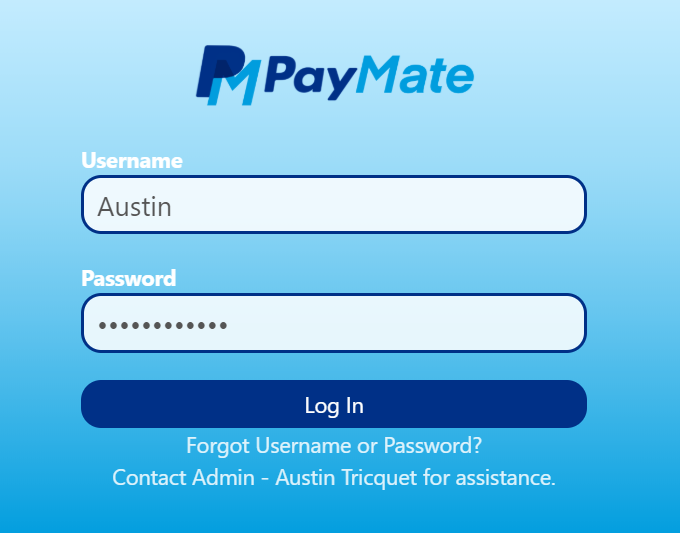 PM PayMate
Username
Austin
Password
••••••••••••
Log In
Forgot Username or Password?
Contact Admin - Austin Tricquet for assistance.